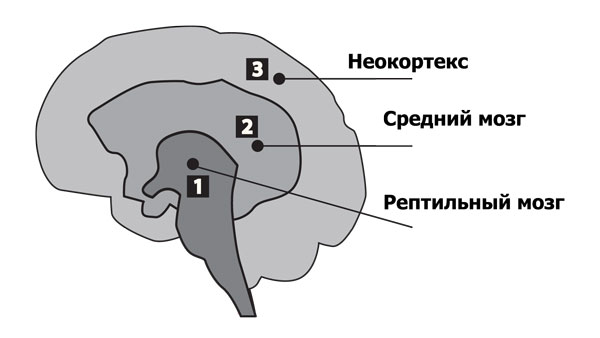 3 Неокортекс
2 Средний мозг
1 Рептильный мозг